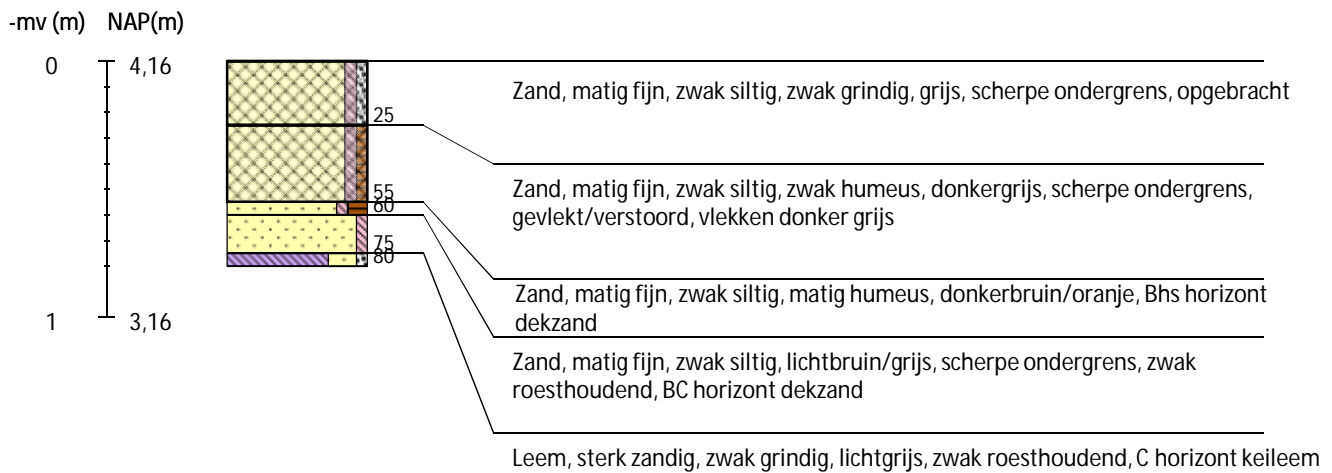 -mv (m) NAP(m)
0 4,16
Zand, matig fijn, zwak siltig, zwak grindig, grijs, scherpe ondergrens, opgebracht
25
Zand, matig fijn, zwak siltig, zwak humeus, donkergrijs, scherpe ondergrens,
gevlekt/verstoord, vlekken donker grijs
55
60
Zand, matig fijn, zwak siltig, matig humeus, donkerbruin/oranje, Bhs horizont
dekzand
75
80
1 3,16
Zand, matig fijn, zwak siltig, lichtbruin/grijs, scherpe ondergrens, zwak
roesthoudend, BC horizont dekzand
Leem, sterk zandig, zwak grindig, lichtgrijs, zwak roesthoudend, C horizont keileem